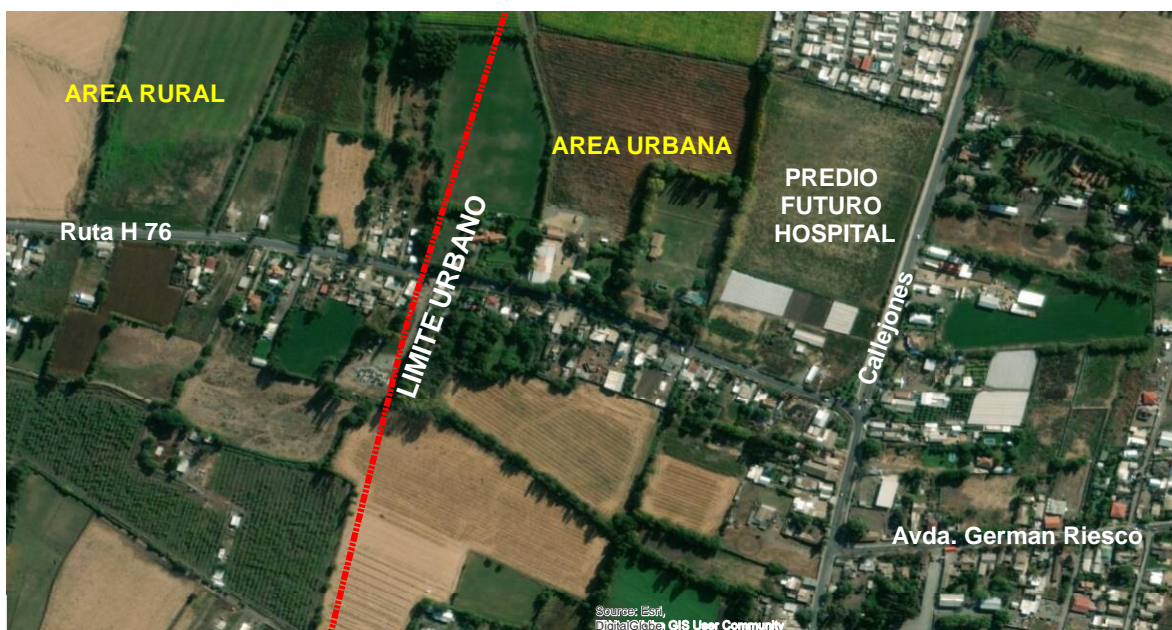 AREA RURAL
AREA URBANA
PREDIO
FUTURO
HOSPITAL
Ruta H 76
LIMITE URBANO
Callejones
Avda. German Riesco
Source: Esri,
DigitalGlobe, GIS User Community